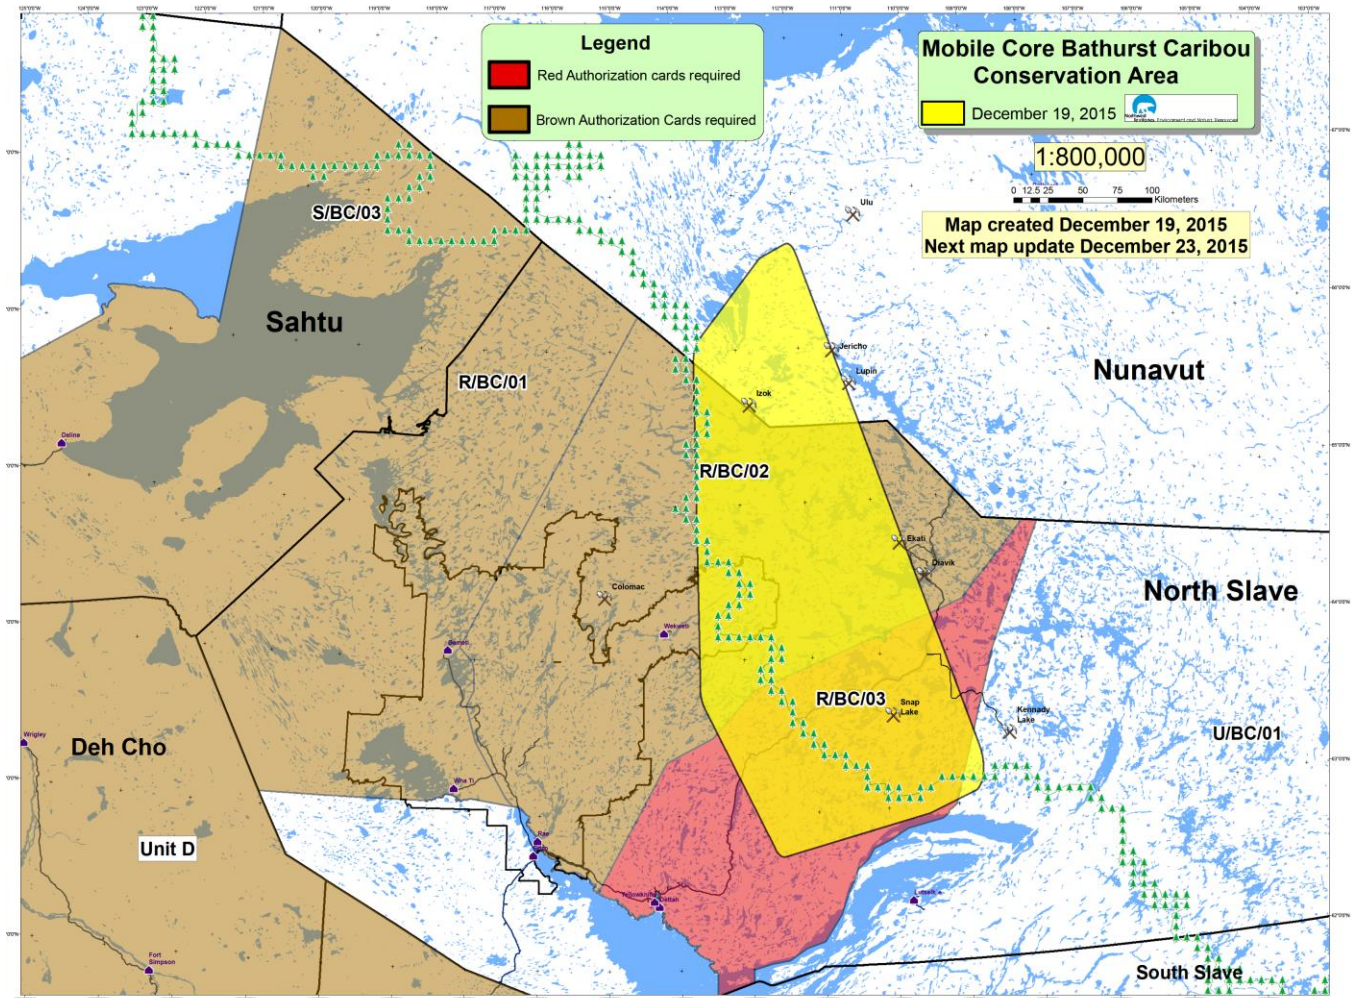 Legend
Red Authorization cards required
Brown Authorization Cards required
Mobile Core Bathurst Caribou
Conservation Area
December 19, 2015
1:800,000
0 12.5 25 50 75 100
Kilometers
Map created December 19, 2015
Next map update December 23, 2015
Ulu
S/BC/03
Sahtu
Jericho
Nunavut
Lupin
R/BC/01
Izok
Deline
R/BC/02
Ekati
Diavik
Colomac
North Slave
Wekweti
Gameti
R/BC/03
Snap
Lake
Kennady
Lake
U/BC/01
Wrigley
Deh Cho
Wha Ti
Rae
Unit D
Yellowknife
Dettah
Lutselk'e
Fort
Simpson
South Slave